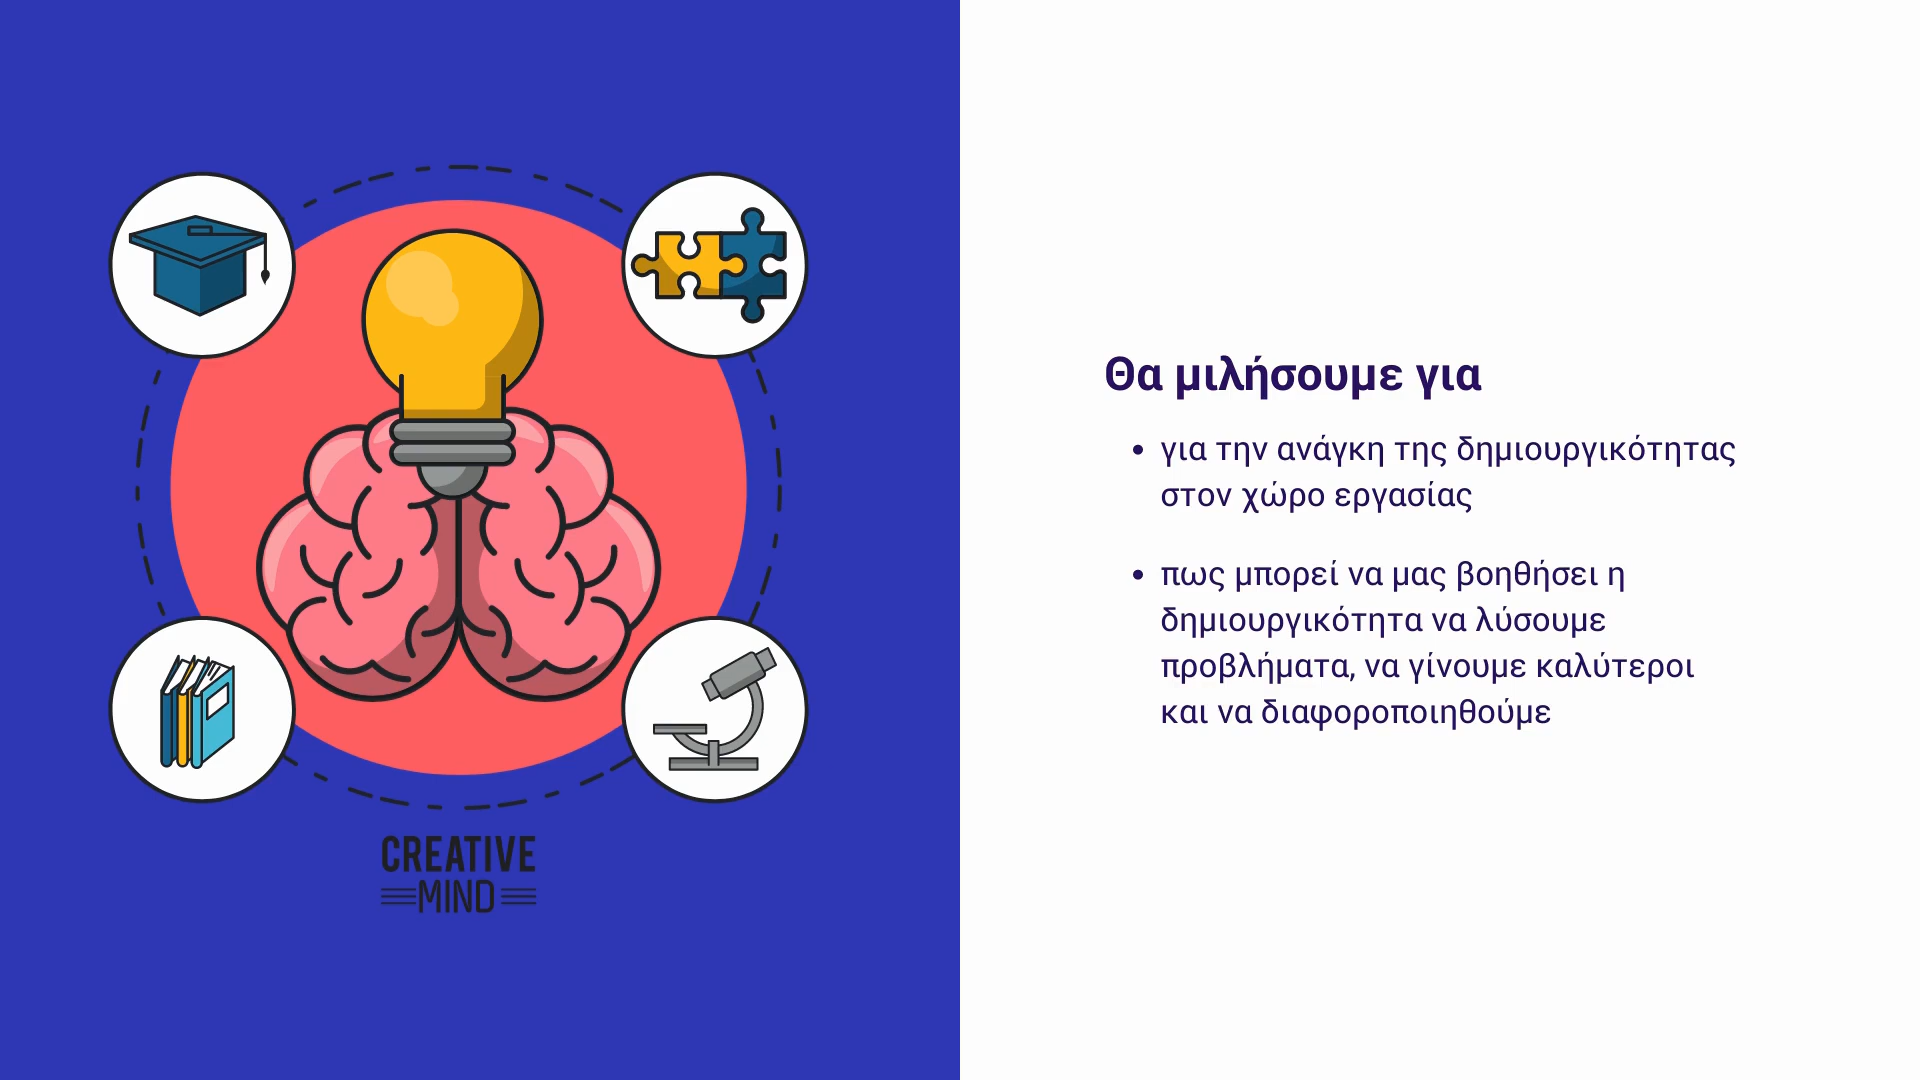 CREATIVE
MIND
Θα μιλήσουμε για
• για την ανάγκη της δημιουργικότητας
στον χώρο εργασίας
• πως μπορεί να μας βοηθήσει η
δημιουργικότητα να λύσουμε
προβλήματα, να γίνουμε καλύτεροι
και να διαφοροποιηθούμε